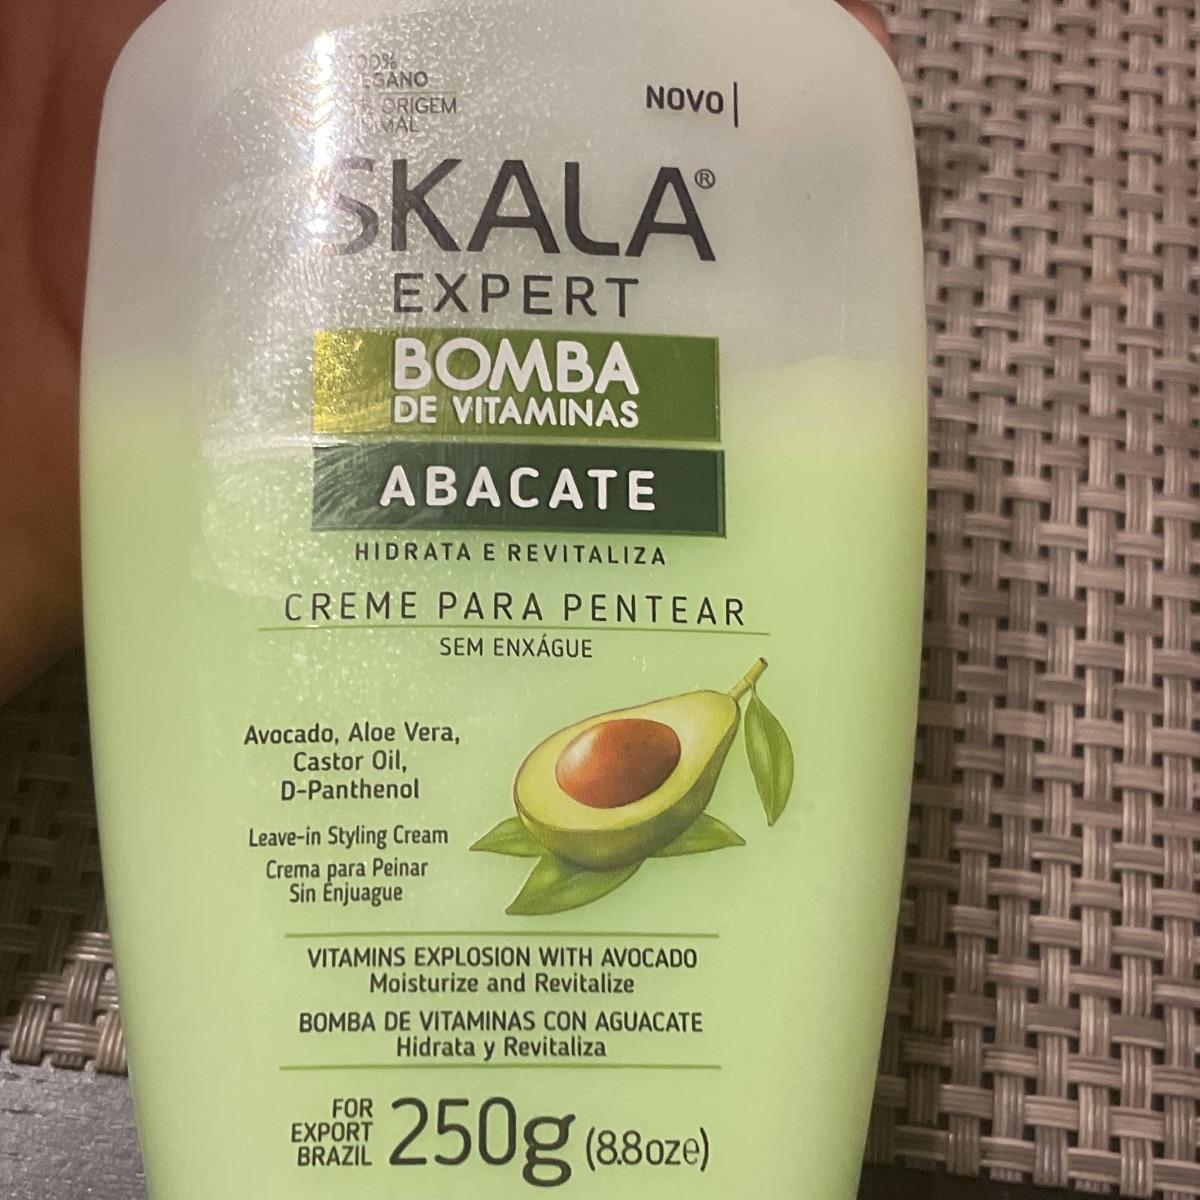 VEGANO
ORIGEM
NOVO
SKALA®
EXPERT
BOMBA
DE VITAMINAS
ABACATE
HIDRATA E REVITALIZA
CREME PARA PENTEAR
SEM ENXÁGUE
Avocado, Aloe Vera,
Castor Oil,
D-Panthenol
Leave-in Styling Cream
Crema para Peinar
Sin Enjuague
VITAMINS EXPLOSION WITH AVOCADO
Moisturize and Revitalize
BOMBA DE VITAMINAS CON AGUACATE
Hidrata y Revitaliza
FOR
EXPORT
BRAZIL
250g (8.8oze)